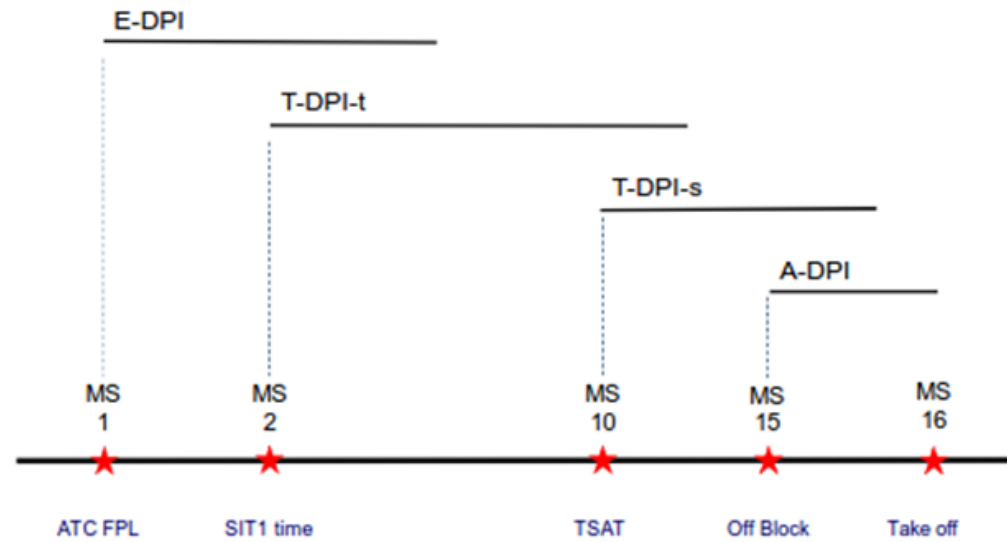 E-DPI
T-DPI-t
T-DPI-s
A-DPI
MS MS MS MS MS
1 2 10 15 16
ATC FPL SIT1 time TSAT Off Block Take off